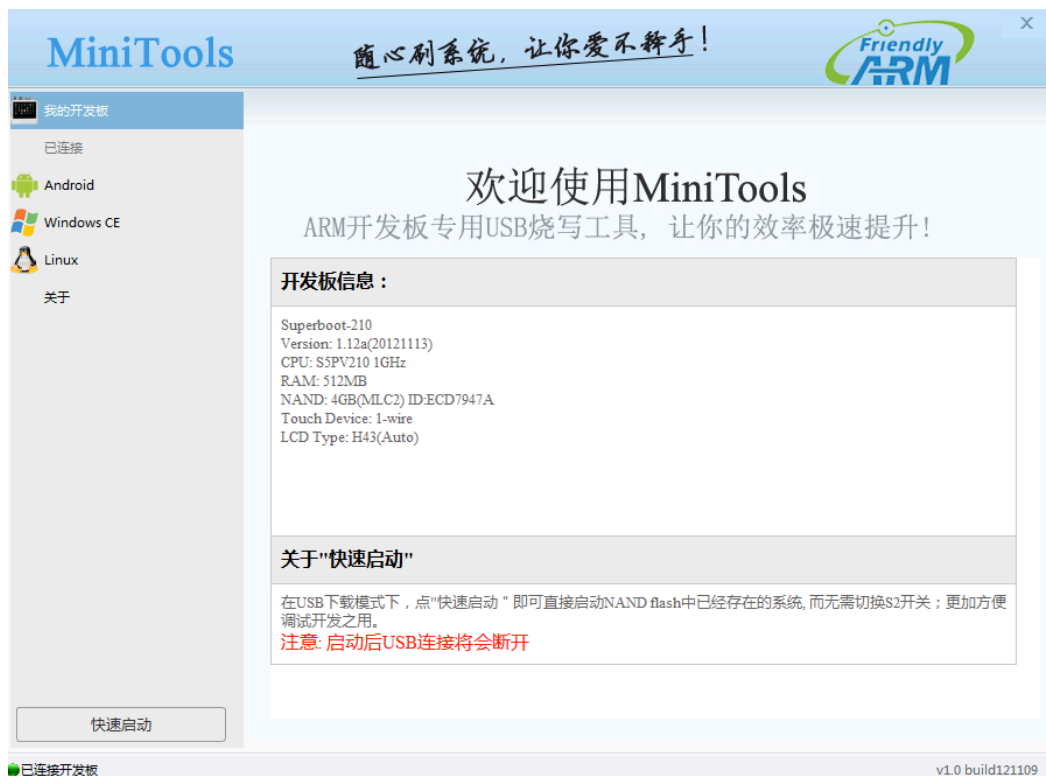 MiniTools
随心刷系统, 让你爱不释手!
Friendly
ARM
X
我的开发板
已连接
Android
Windows CE
Linux
关于
欢迎使用MiniTools
ARM开发板专用USB烧写工具, 让你的效率极速提升!
开发板信息：
Superboot-210
Version: 1.12a(20121113)
CPU: S5PV210 1GHz
RAM: 512MB
NAND: 4GB(MLC2) ID:ECD7947A
Touch Device: 1-wire
LCD Type: H43(Auto)
关于"快速启动"
在USB下载模式下，点"快速启动 " 即可直接启动NAND flash中已经存在的系统, 而无需切换S2开关；更加方便
调试开发之用。
注意: 启动后USB连接将会断开
快速启动
已连接开发板
v1.0 build121109